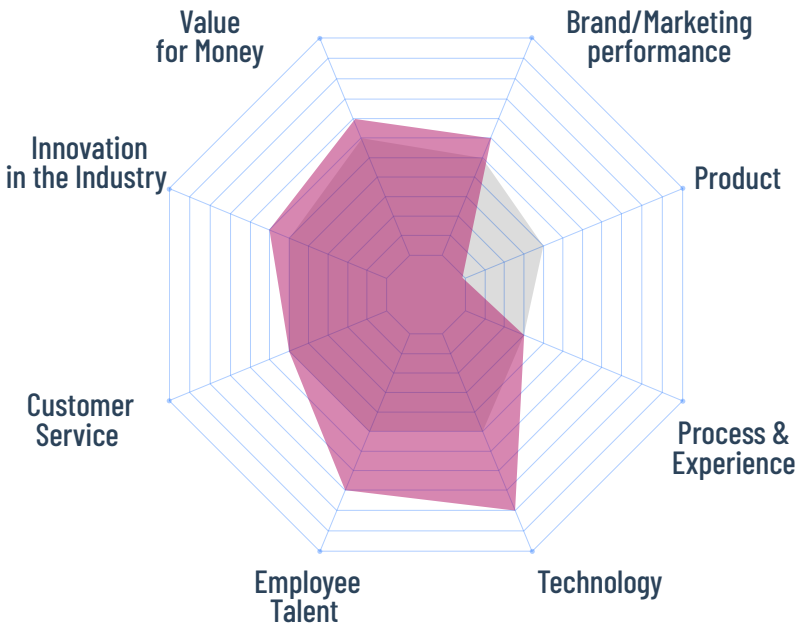 Value
for Money
Brand/Marketing
performance
Innovation
in the Industry
Product
Customer
Service
Process &
Experience
Employee
Talent
Technology